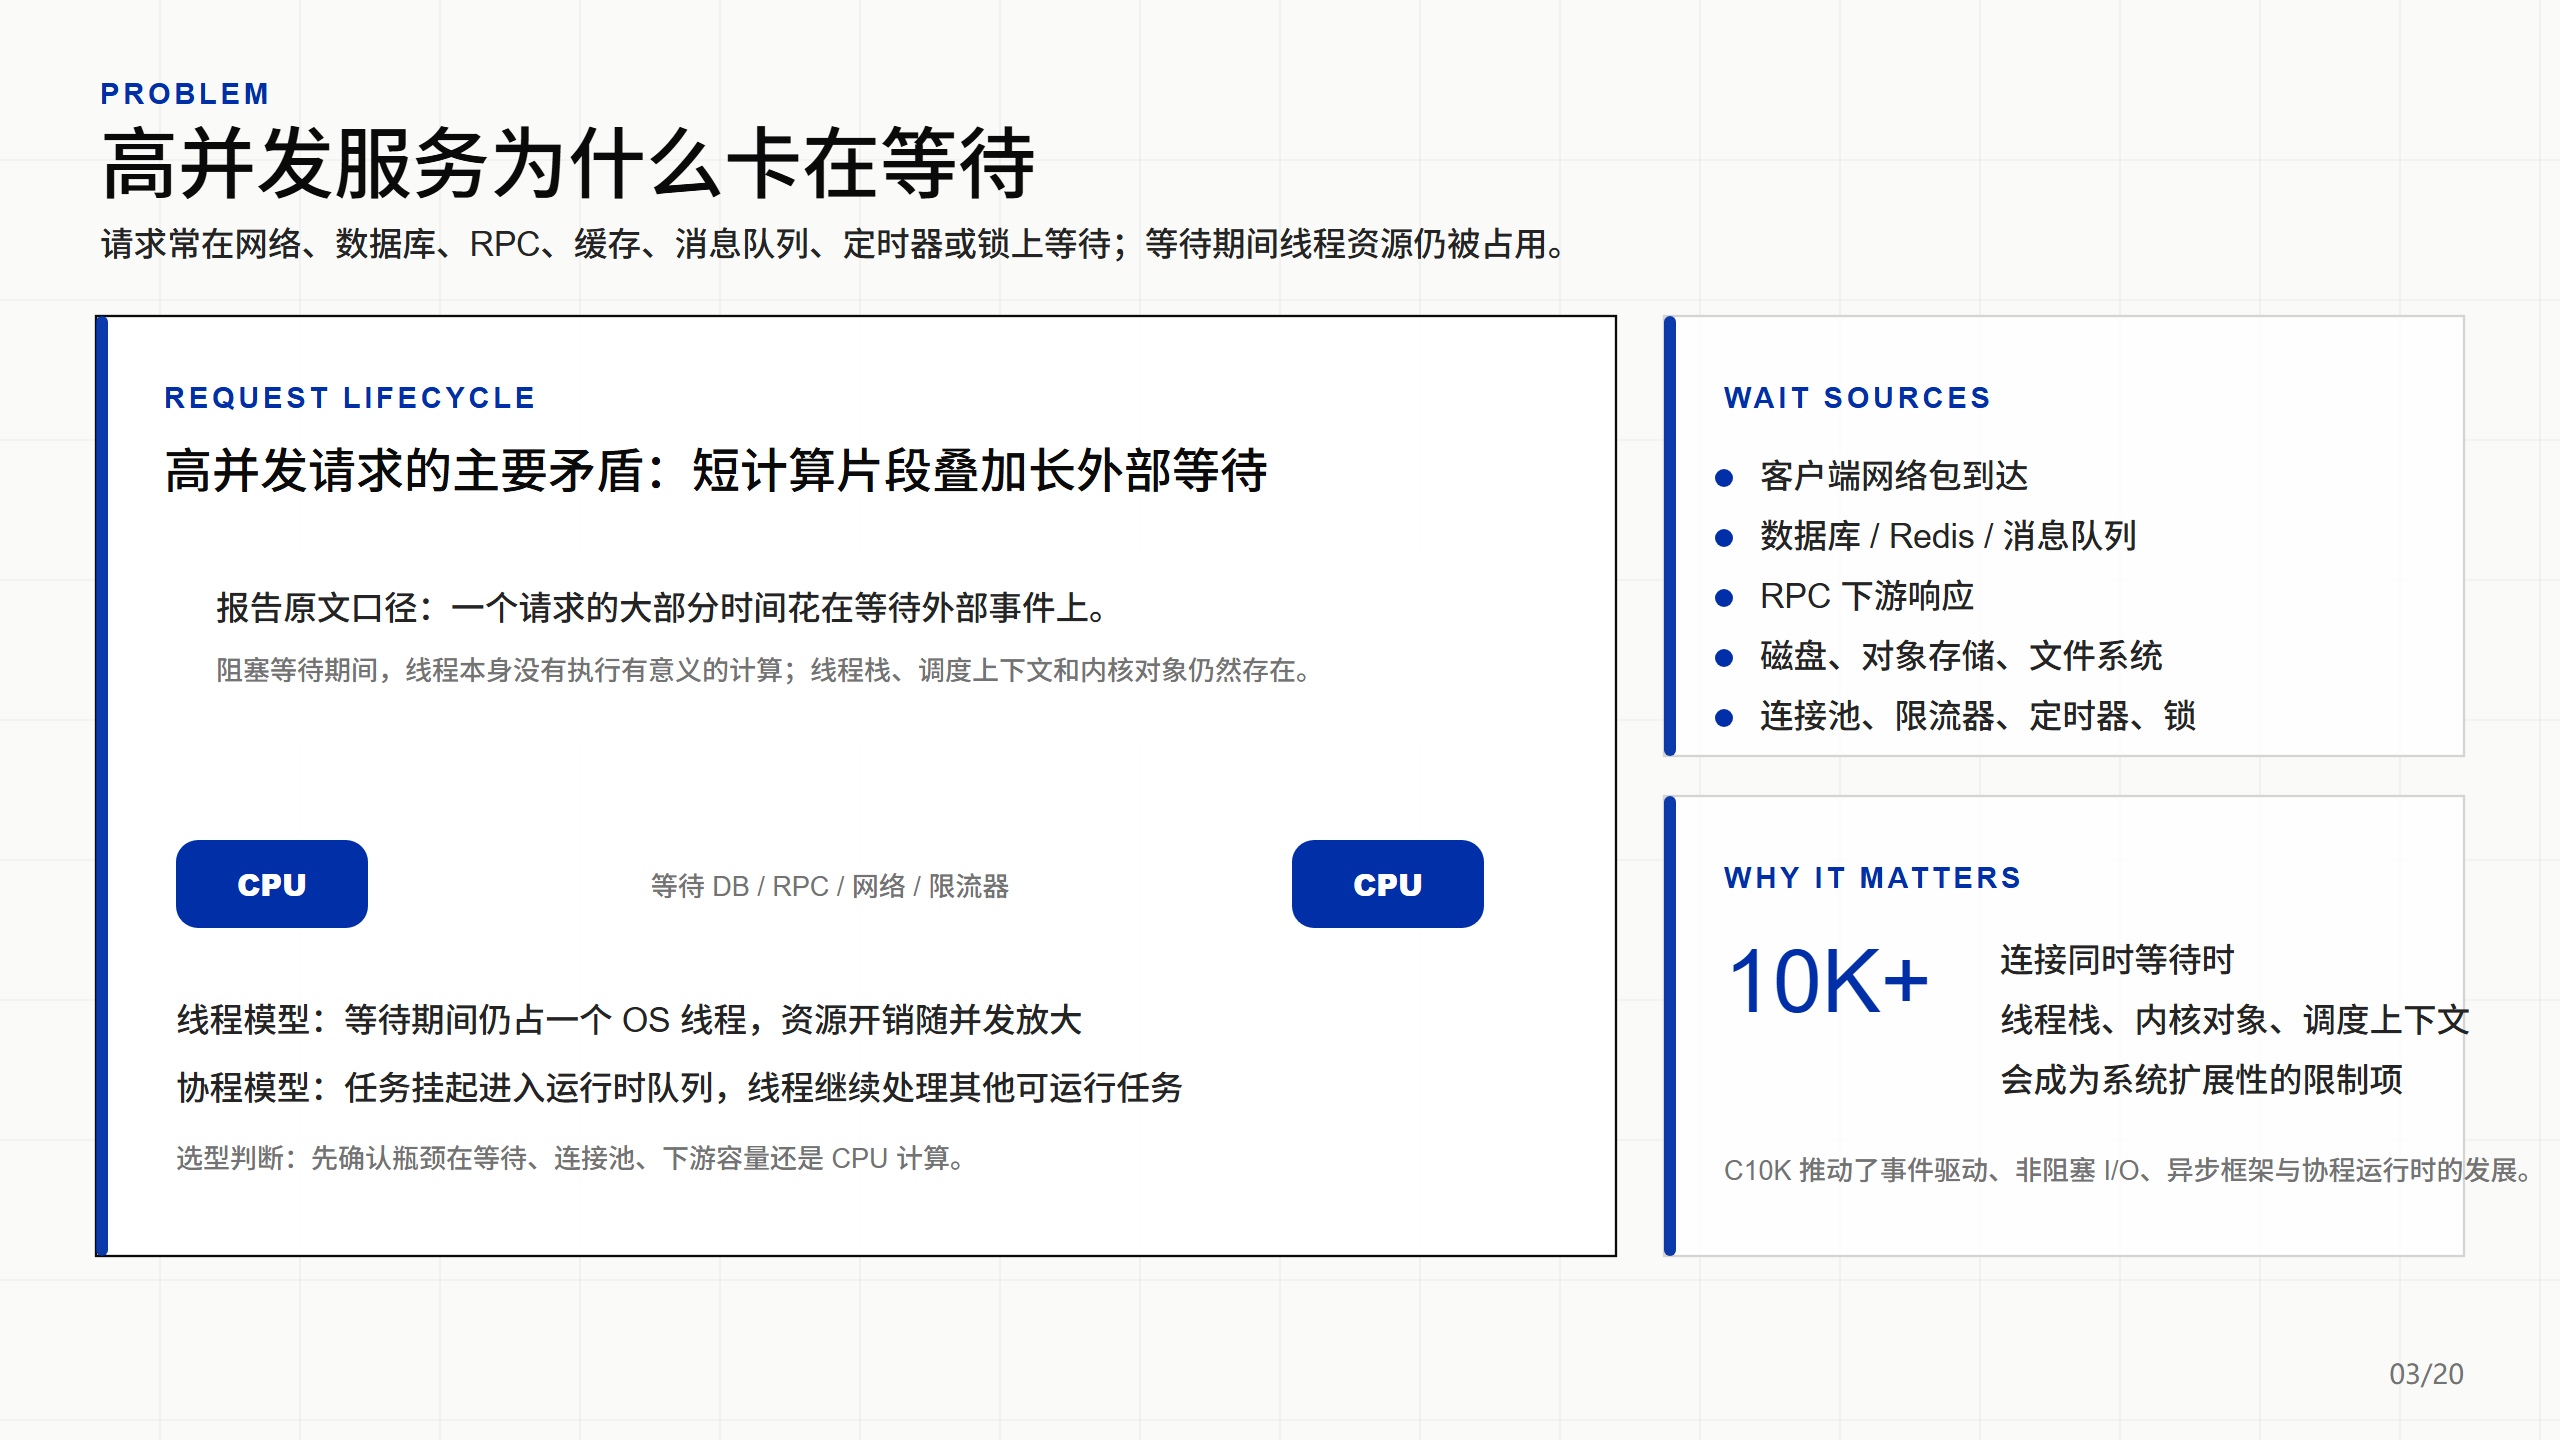 PROBLEM
高并发服务为什么卡在等待
请求常在网络、数据库、RPC、缓存、消息队列、定时器或锁上等待；等待期间线程资源仍被占用。
REQUEST LIFECYCLE
高并发请求的主要矛盾：短计算片段叠加长外部等待
报告原文口径：一个请求的大部分时间花在等待外部事件上。
阻塞等待期间，线程本身没有执行有意义的计算；线程栈、调度上下文和内核对象仍然存在。
CPU
等待 DB / RPC / 网络 / 限流器
CPU
线程模型：等待期间仍占一个 OS 线程，资源开销随并发放大
协程模型：任务挂起进入运行时队列，线程继续处理其他可运行任务
选型判断：先确认瓶颈在等待、连接池、下游容量还是 CPU 计算。
WAIT SOURCES
客户端网络包到达
数据库 / Redis / 消息队列
RPC 下游响应
磁盘、对象存储、文件系统
连接池、限流器、定时器、锁
WHY IT MATTERS
10K+
连接同时等待时
线程栈、内核对象、调度上下文
会成为系统扩展性的限制项
C10K 推动了事件驱动、非阻塞 I/O、异步框架与协程运行时的发展。
03/20